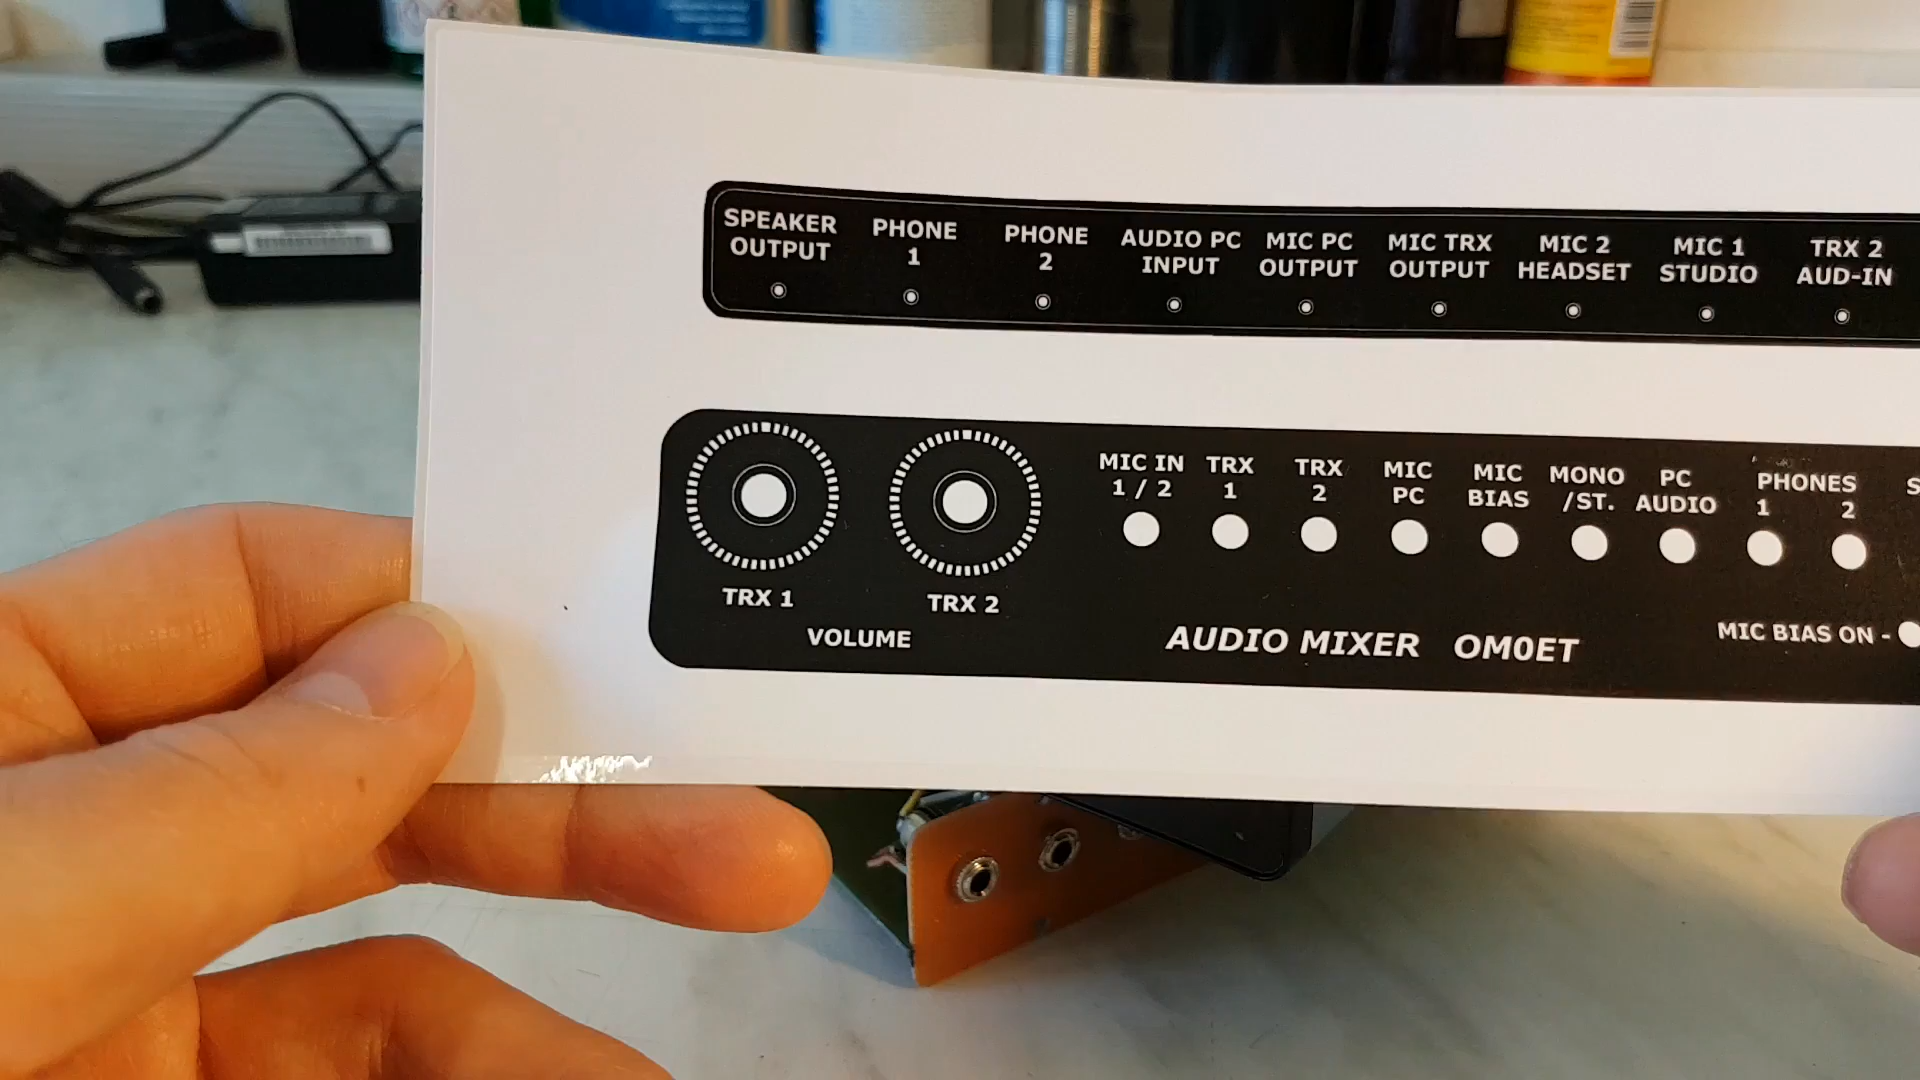 SPEAKER OUTPUT
PHONE 1
PHONE 2
AUDIO PC INPUT
MIC PC OUTPUT
MIC TRX OUTPUT
MIC 2 HEADSET
MIC 1 STUDIO
TRX 2 AUD-IN
MIC IN 1 / 2
TRX 1
TRX 2
MIC PC
MIC BIAS
MONO /ST.
PC AUDIO
PHONES
1 2
TRX 1
TRX 2
VOLUME
AUDIO MIXER OM0ET
MIC BIAS ON -